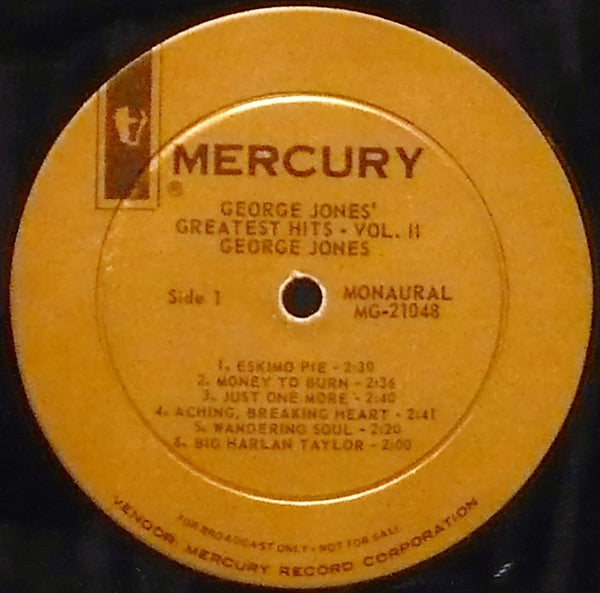 MERCURY
®
GEORGE JONES'
GREATEST HITS - VOL. II
GEORGE JONES
Side 1
MONAURAL
MG-21048
1. ESKIMO PIE - 2:30
2. MONEY TO BURN - 2:36
3. JUST ONE MORE - 2:40
4. ACHING, BREAKING HEART - 2:41
5. WANDERING SOUL - 2:20
6. BIG HARLAN TAYLOR - 2:00
FOR BROADCAST ONLY - NOT FOR SALE
VENDOR: MERCURY RECORD CORPORATION